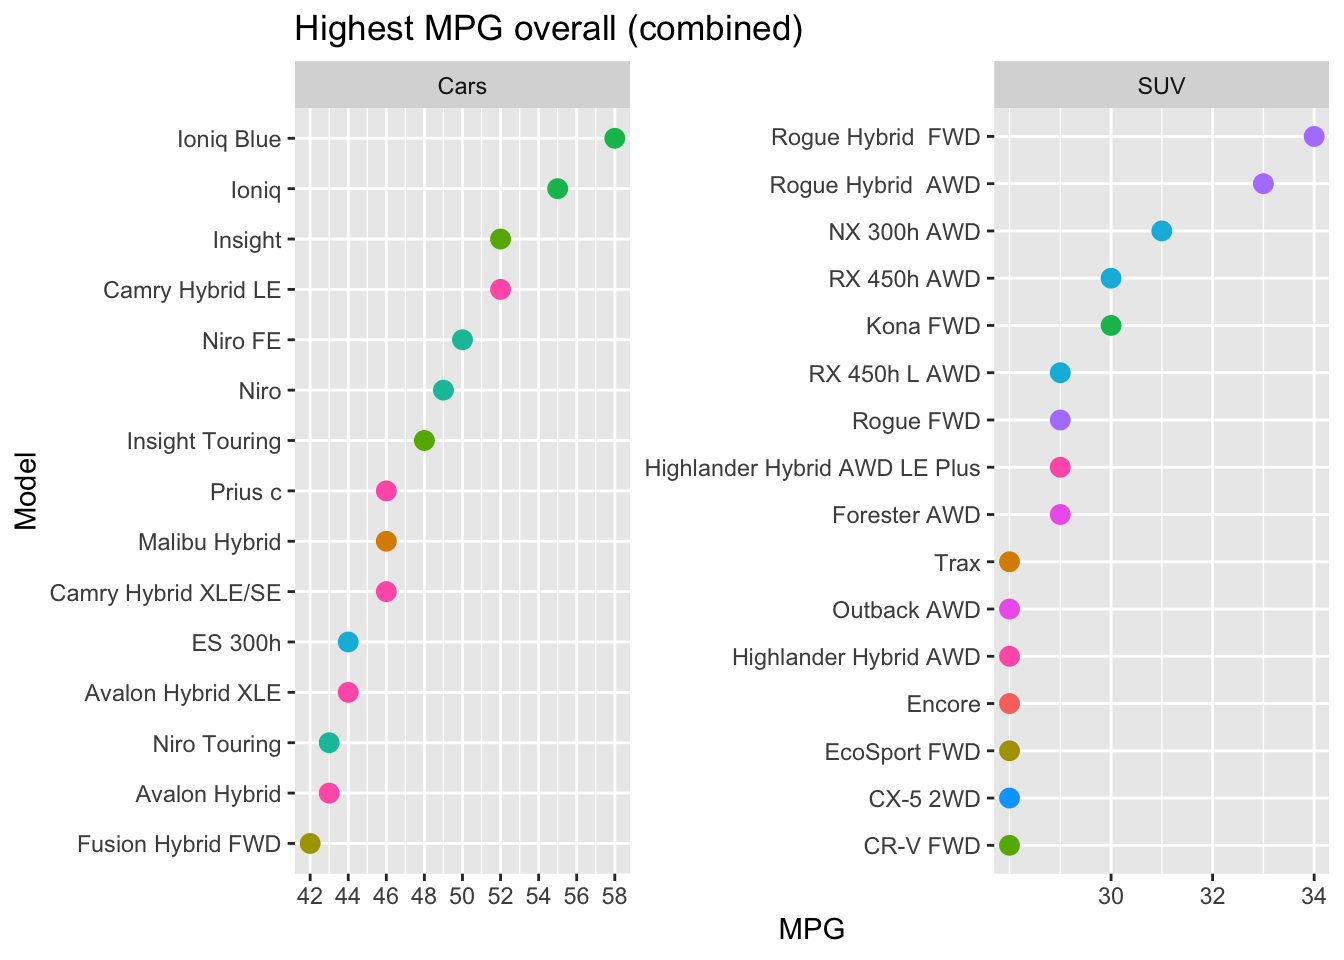 Highest MPG overall (combined)
Cars
SUV
Model
Ioniq Blue
Ioniq
Insight
Camry Hybrid LE
Niro FE
Niro
Insight Touring
Prius c
Malibu Hybrid
Camry Hybrid XLE/SE
ES 300h
Avalon Hybrid XLE
Niro Touring
Avalon Hybrid
Fusion Hybrid FWD
42 44 46 48 50 52 54 56 58
Rogue Hybrid  FWD
Rogue Hybrid  AWD
NX 300h AWD
RX 450h AWD
Kona FWD
RX 450h L AWD
Rogue FWD
Highlander Hybrid AWD LE Plus
Forester AWD
Trax
Outback AWD
Highlander Hybrid AWD
Encore
EcoSport FWD
CX-5 2WD
CR-V FWD
30 32 34
MPG